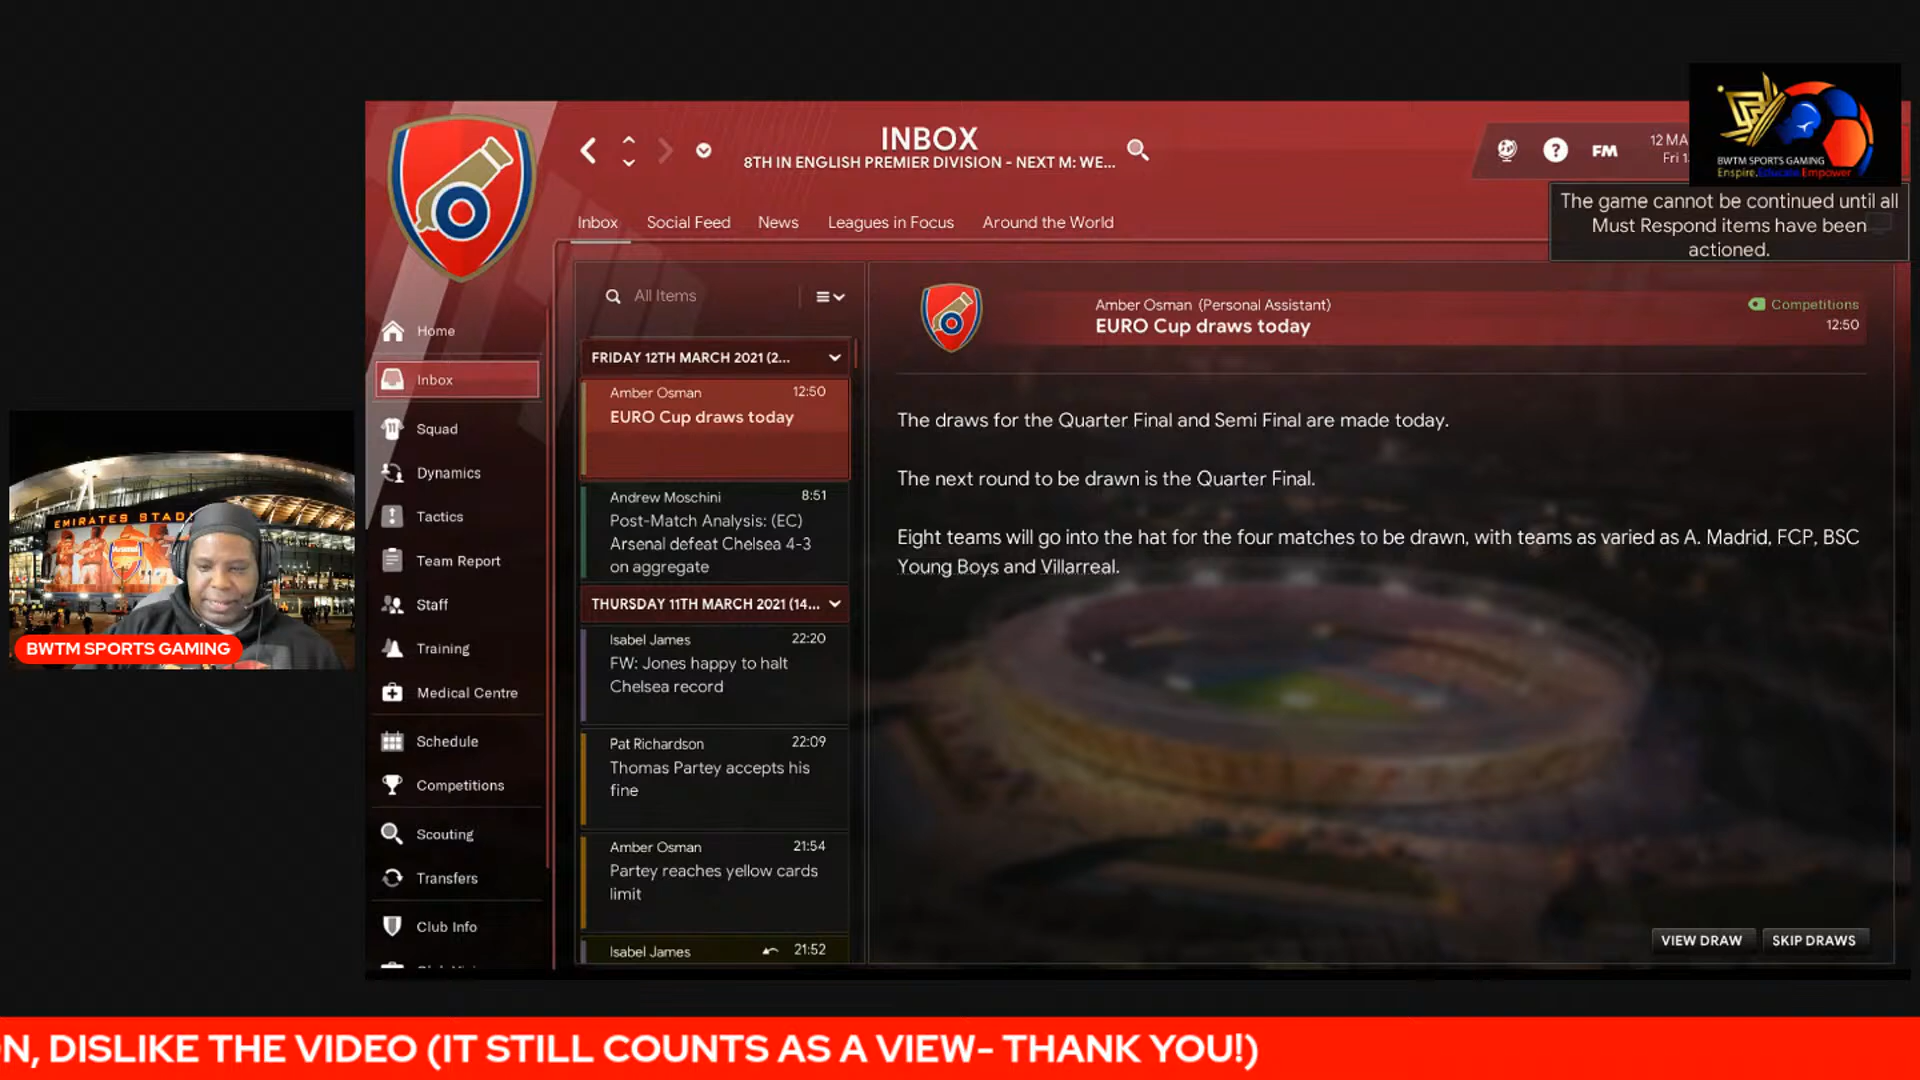 INBOX
8TH IN ENGLISH PREMIER DIVISION - NEXT M: WE...
FM
12 MA
Fri 1
BWTM SPORTS GAMING
Enspire.Educate.Empower
The game cannot be continued until all
Must Respond items have been
actioned.
Inbox
Social Feed
News
Leagues in Focus
Around the World
All Items
Home
Inbox
Squad
Dynamics
Tactics
Team Report
Staff
Training
Medical Centre
Schedule
Competitions
Scouting
Transfers
Club Info
FRIDAY 12TH MARCH 2021 (2...
Amber Osman 12:50
EURO Cup draws today
Andrew Moschini 8:51
Post-Match Analysis: (EC)
Arsenal defeat Chelsea 4-3
on aggregate
THURSDAY 11TH MARCH 2021 (14...
Isabel James 22:20
FW: Jones happy to halt
Chelsea record
Pat Richardson 22:09
Thomas Partey accepts his
fine
Amber Osman 21:54
Partey reaches yellow cards
limit
Isabel James 21:52
Amber Osman (Personal Assistant)
EURO Cup draws today
Competitions
12:50
The draws for the Quarter Final and Semi Final are made today.
The next round to be drawn is the Quarter Final.
Eight teams will go into the hat for the four matches to be drawn, with teams as varied as A. Madrid, FCP, BSC
Young Boys and Villarreal.
VIEW DRAW
SKIP DRAWS
EMIRATES STAD
Arsenal
BWTM SPORTS GAMING
N, DISLIKE THE VIDEO (IT STILL COUNTS AS A VIEW- THANK YOU!)